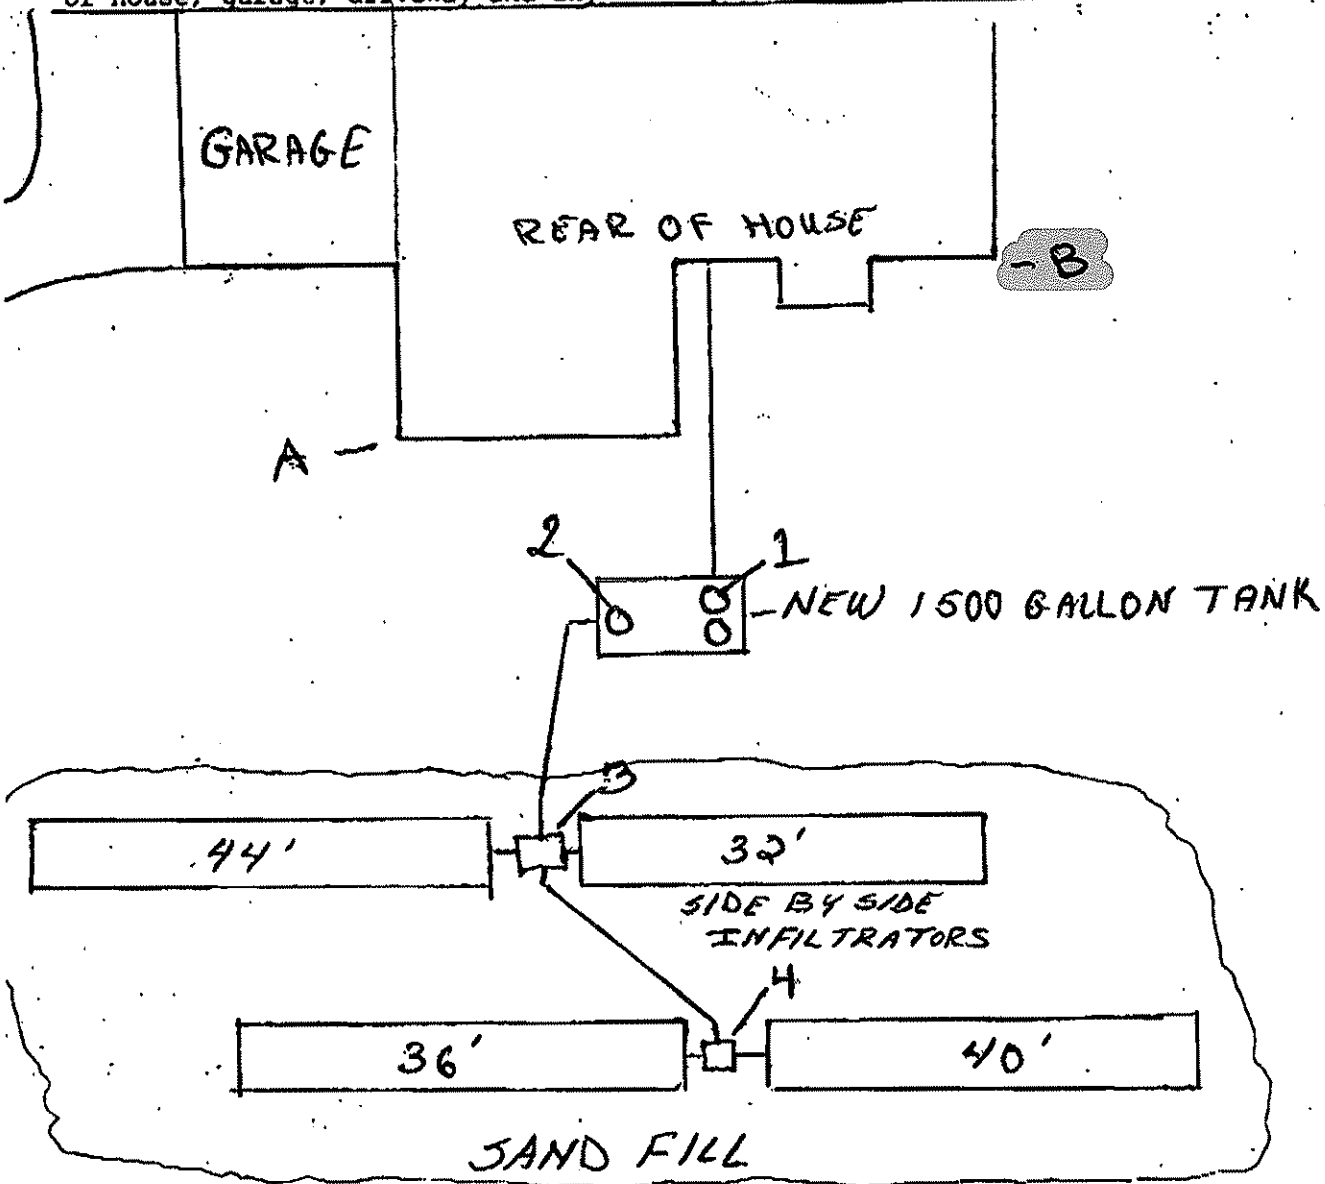 GARAGE
REAR OF HOUSE
- B
A -
2
1
NEW 1500 GALLON TANK
3
44'
32'
SIDE BY SIDE
INFILTRATORS
4
36'
40'
SAND FILL